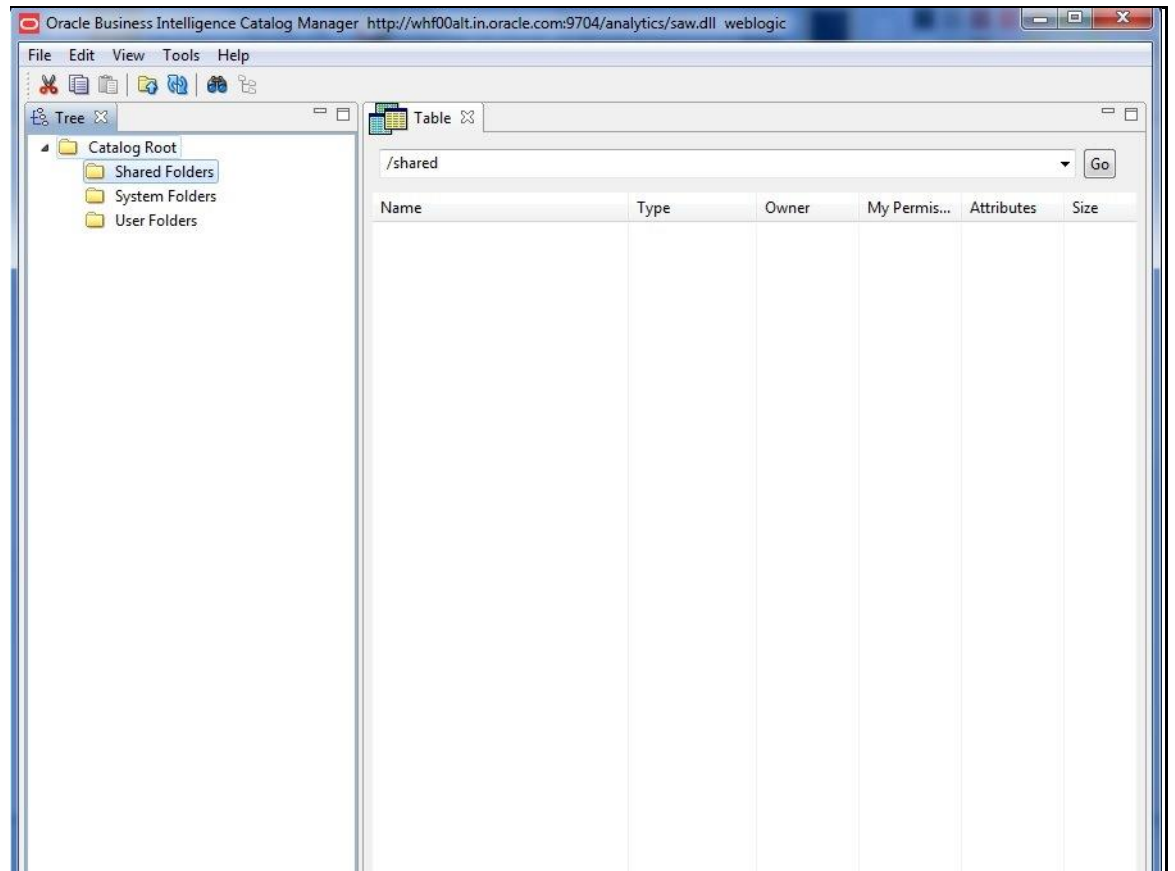 Oracle Business Intelligence Catalog Manager http://whf00alt.in.oracle.com:9704/analytics/saw.dll weblogic
File Edit View Tools Help
Tree
Catalog Root
Shared Folders
System Folders
User Folders
Table
/shared
Go
Name Type Owner My Permis... Attributes Size